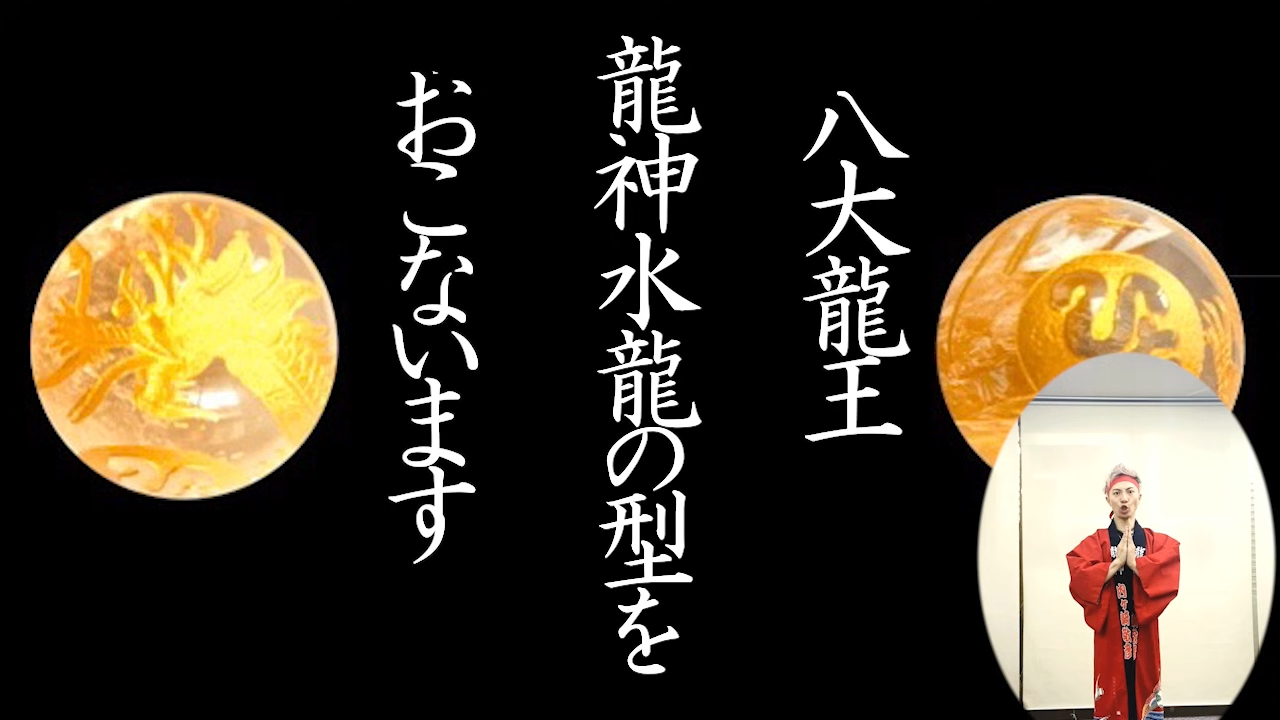 八大龍王
龍神水龍の型を
おこないます